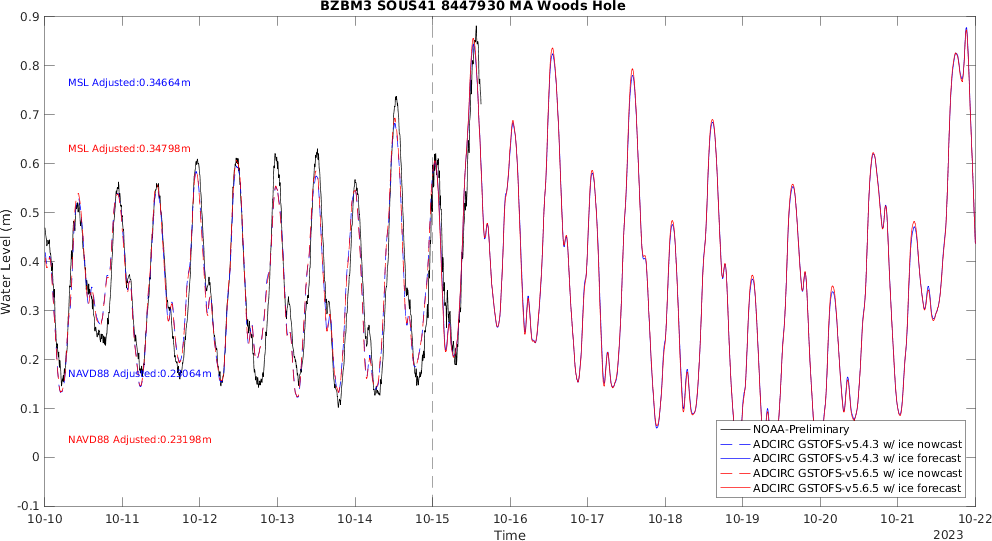 BZBM3 SOUS41 8447930 MA Woods Hole
0.9
0.8
0.7
0.6
0.5
0.4
0.3
0.2
0.1
0
-0.1
Water Level (m)
MSL Adjusted:0.34664m
MSL Adjusted:0.34798m
NAVD88 Adjusted:0.23064m
NAVD88 Adjusted:0.23198m
NOAA-Preliminary
ADCIRC GSTOFS-v5.4.3 w/ ice nowcast
ADCIRC GSTOFS-v5.4.3 w/ ice forecast
ADCIRC GSTOFS-v5.6.5 w/ ice nowcast
ADCIRC GSTOFS-v5.6.5 w/ ice forecast
10-10 10-11 10-12 10-13 10-14 10-15 10-16 10-17 10-18 10-19 10-20 10-21 10-22
Time
2023